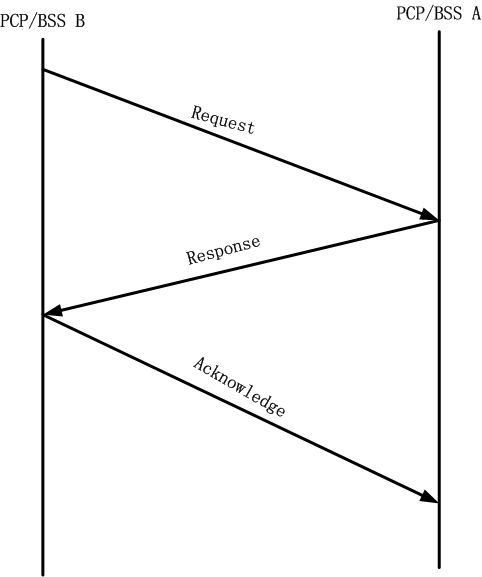 PCP/BSS B
PCP/BSS A
Request
Response
Acknowledge